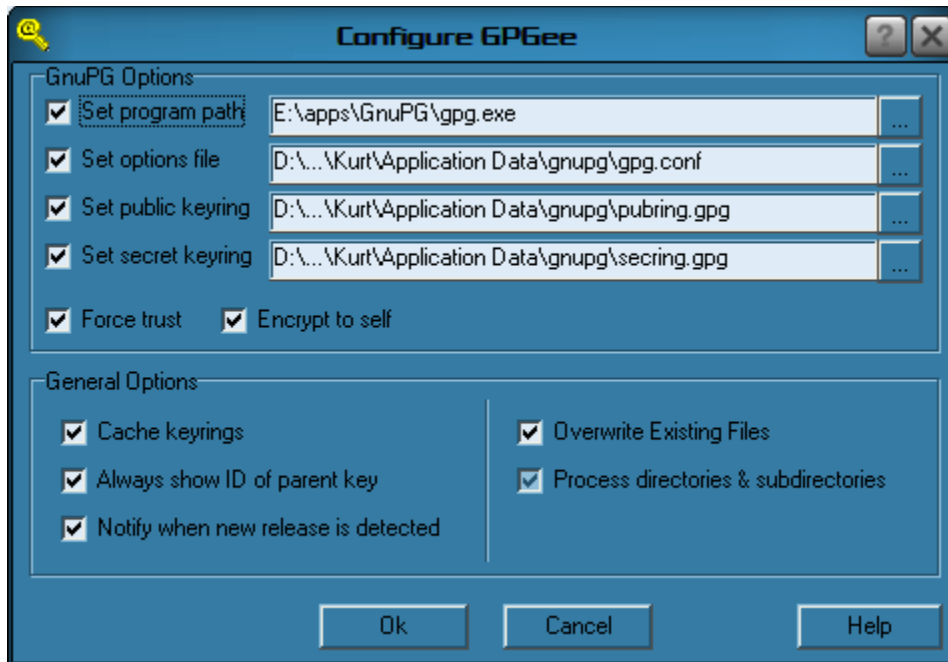 Configure GPGee
?
GnuPG Options
Set program path E:\apps\GnuPG\gpg.exe ...
Set options file D:\...\Kurt\Application Data\gnupg\gpg.conf ...
Set public keyring D:\...\Kurt\Application Data\gnupg\pubring.gpg ...
Set secret keyring D:\...\Kurt\Application Data\gnupg\secring.gpg ...
Force trust Encrypt to self
General Options
Cache keyrings Overwrite Existing Files
Always show ID of parent key Process directories & subdirectories
Notify when new release is detected
Ok Cancel Help